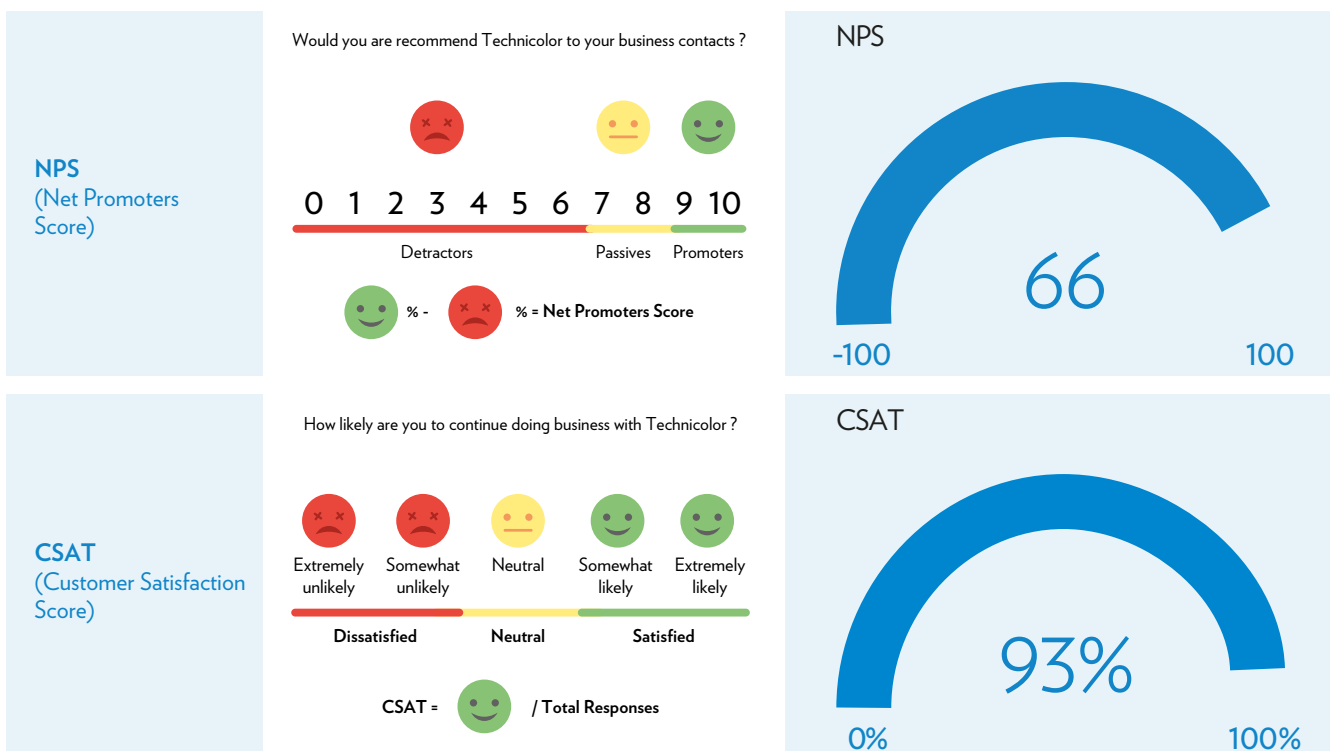 NPS
(Net Promoters
Score)
Would you are recommend Technicolor to your business contacts ?
0 1 2 3 4 5 6 7 8 9 10
Detractors Passives Promoters
% - % = Net Promoters Score
NPS
66
-100 100
CSAT
(Customer Satisfaction
Score)
How likely are you to continue doing business with Technicolor ?
Extremely Somewhat Neutral Somewhat Extremely
unlikely unlikely likely likely
Dissatisfied Neutral Satisfied
CSAT = / Total Responses
CSAT
93%
0% 100%